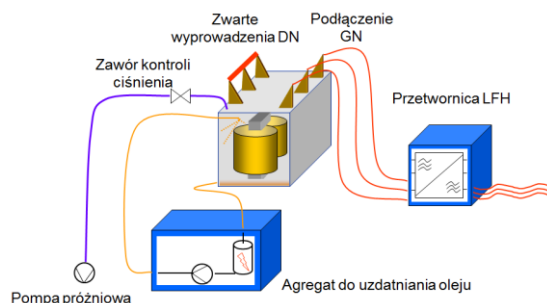 Zwarte
wyprowadzenia DN
Podłączenie
GN
Zawór kontroli
ciśnienia
Przetwornica LFH
Agregat do uzdatniania oleju
Pompa próżniowa